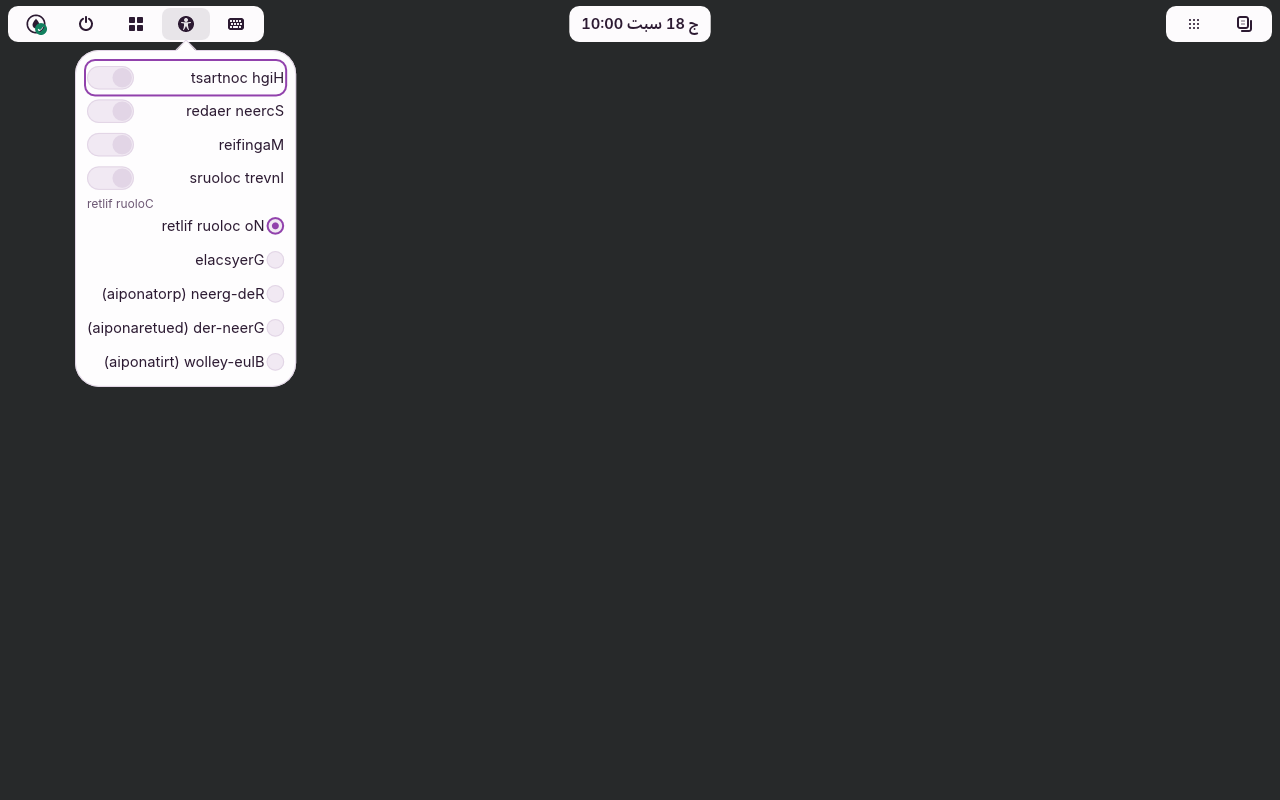 ج 18 سبت 10:00
tsartnoc hgiH
redaer neercS
reifingaM
sruoloc trevnI
retlif ruoloC
retlif ruoloc oN
elacsyerG
(aiponatorp) neerg-deR
(aiponaretued) der-neerG
(aiponatirt) wolley-eulB